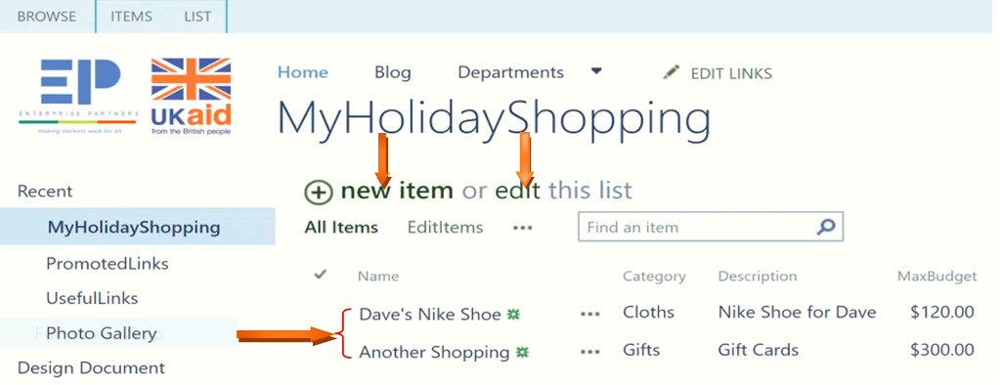 BROWSE ITEMS LIST
EP
ENTERPRISE PARTNERS
making markets work for all
UKaid
from the British people
Home Blog Departments EDIT LINKS
MyHolidayShopping
Recent
MyHolidayShopping
PromotedLinks
UsefulLinks
Photo Gallery
Design Document
new item or edit this list
All Items EditItems ••• Find an item
Name Category Description MaxBudget
Dave's Nike Shoe ••• Cloths Nike Shoe for Dave $120.00
Another Shopping ••• Gifts Gift Cards $300.00